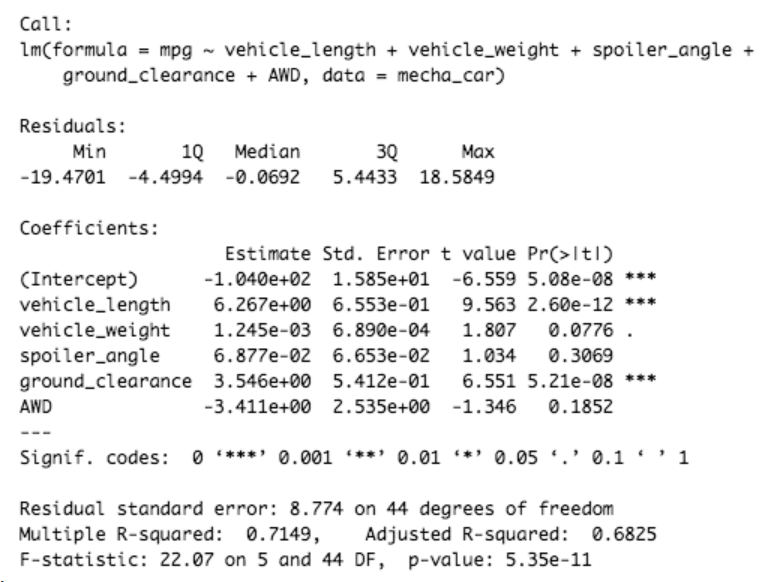 Call:
lm(formula = mpg ~ vehicle_length + vehicle_weight + spoiler_angle +
    ground_clearance + AWD, data = mecha_car)

Residuals:
     Min       1Q   Median       3Q      Max
-19.4701  -4.4994  -0.0692   5.4433  18.5849

Coefficients:
                   Estimate Std. Error t value Pr(>|t|)
(Intercept)      -1.040e+02  1.585e+01  -6.559 5.08e-08 ***
vehicle_length    6.267e+00  6.553e-01   9.563 2.60e-12 ***
vehicle_weight    1.245e-03  6.890e-04   1.807   0.0776 .
spoiler_angle     6.877e-02  6.653e-02   1.034   0.3069
ground_clearance  3.546e+00  5.412e-01   6.551 5.21e-08 ***
AWD              -3.411e+00  2.535e+00  -1.346   0.1852
---
Signif. codes:  0 ‘***’ 0.001 ‘**’ 0.01 ‘*’ 0.05 ‘.’ 0.1 ‘ ’ 1

Residual standard error: 8.774 on 44 degrees of freedom
Multiple R-squared:  0.7149,    Adjusted R-squared:  0.6825
F-statistic: 22.07 on 5 and 44 DF,  p-value: 5.35e-11